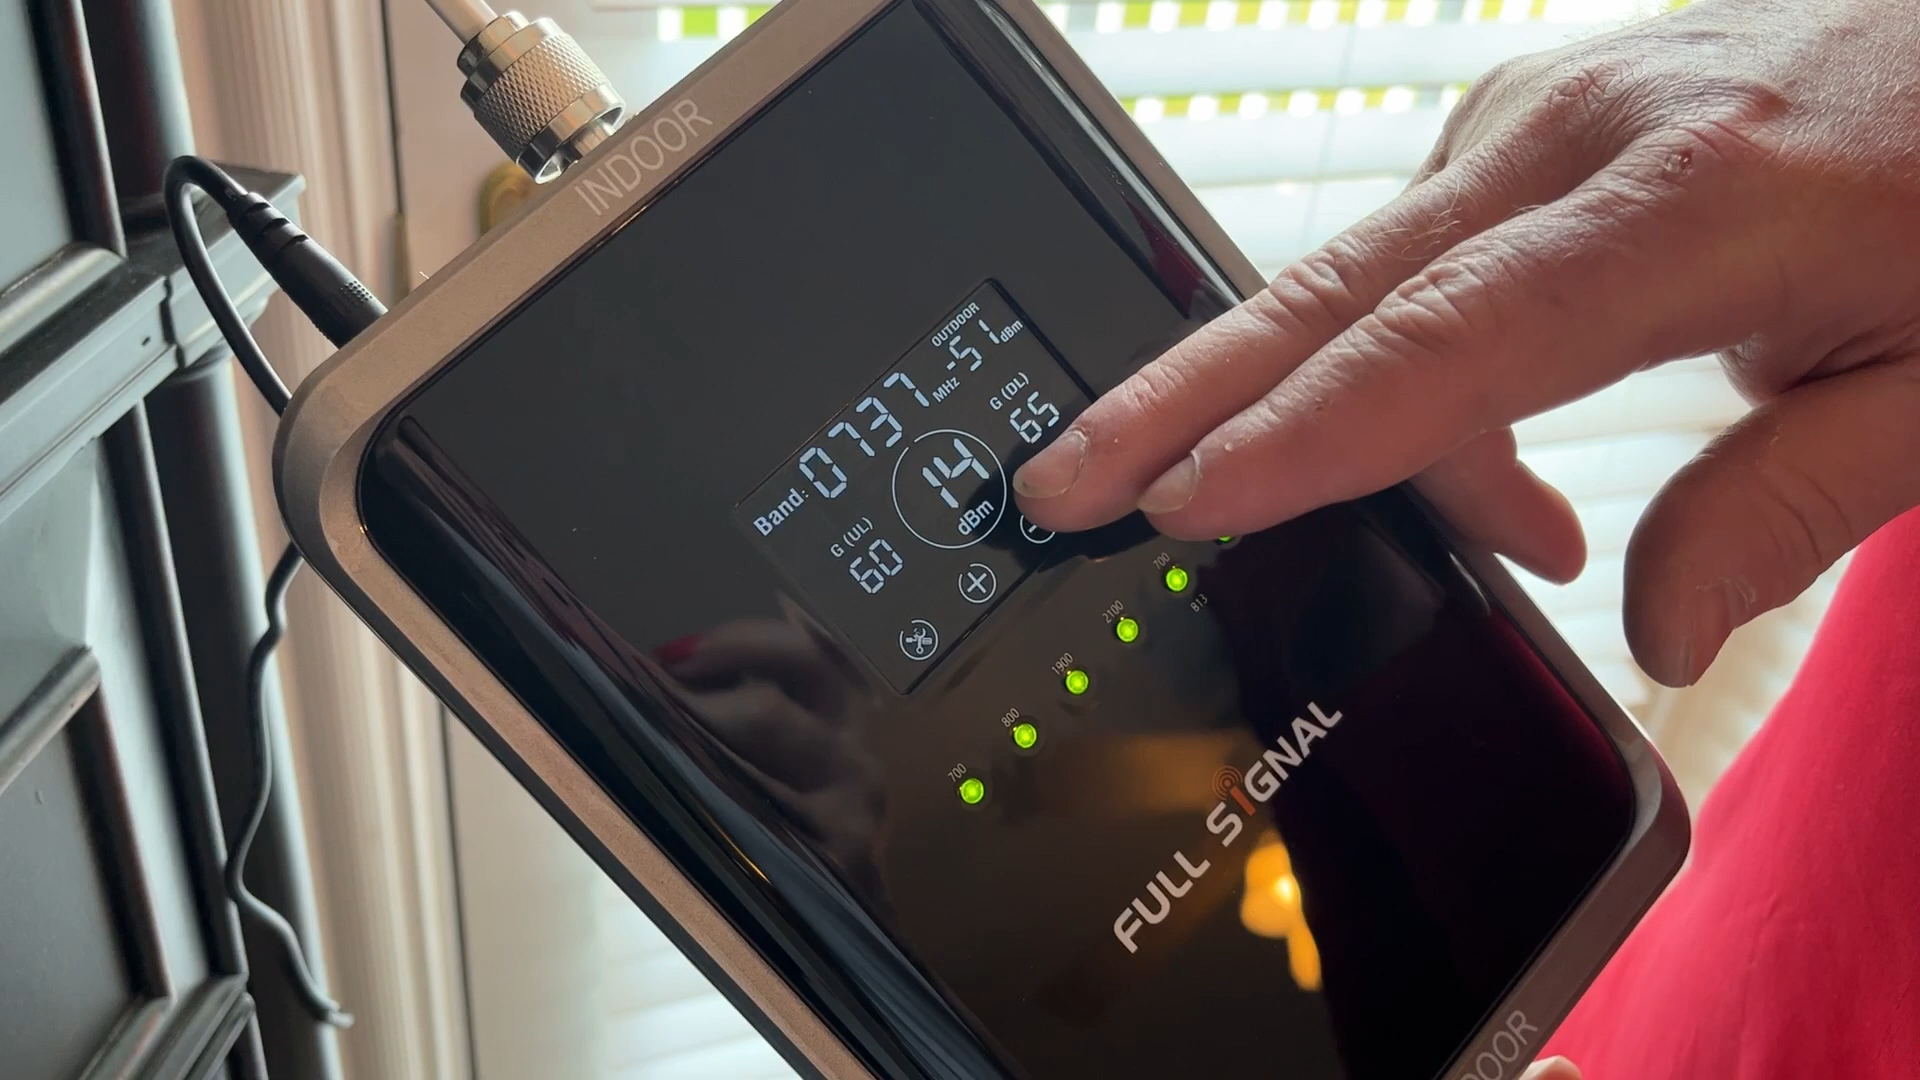 INDOOR
OUTDOOR
Band: 0737 MHz -51 dBm
G (UL)
60
14
dBm
G (DL)
65
700
800
1900
2100
700
B13
FULL SIGNAL